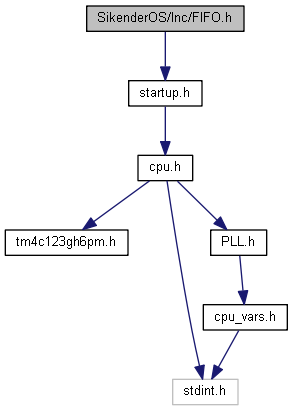 SikenderOS/Inc/FIFO.h
startup.h
cpu.h
tm4c123gh6pm.h
PLL.h
cpu_vars.h
stdint.h